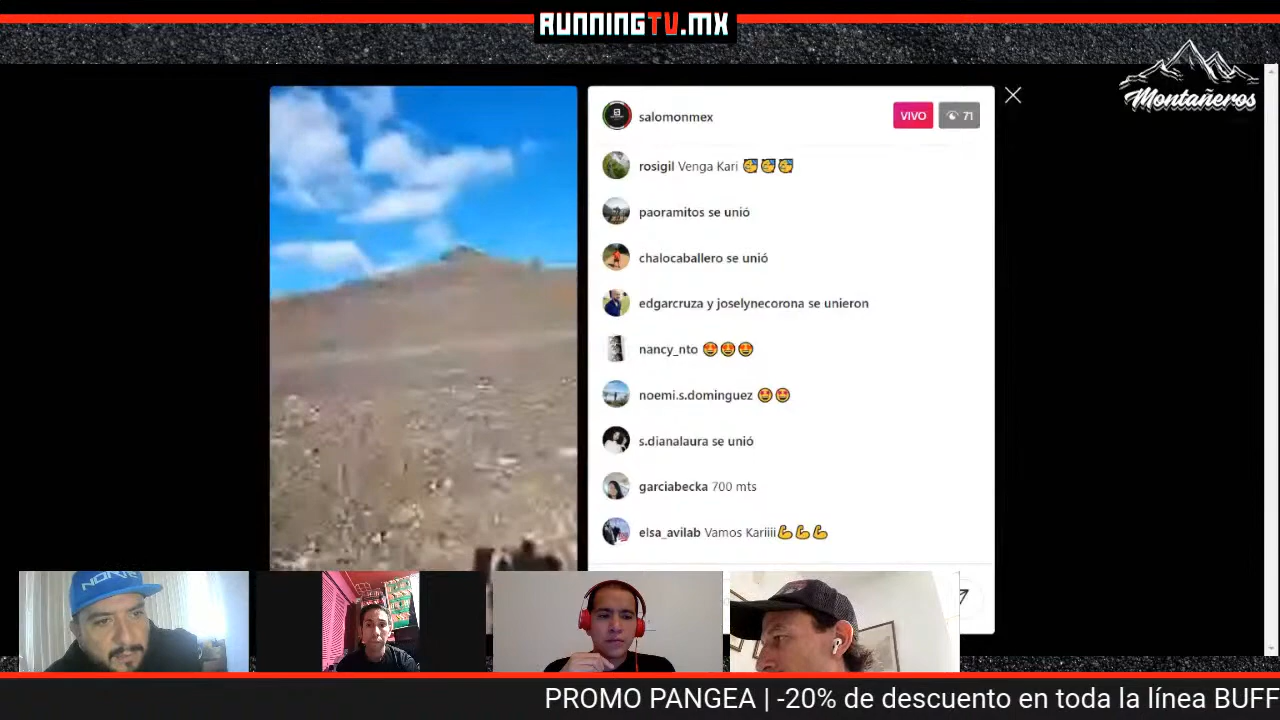 RUNNINGTV.MX
Montañeros
salomonmex
VIVO
71
rosigil Venga Kari 🥳🥳🥳
paoramitos se unió
chalocaballero se unió
edgarcruza y joselynecorona se unieron
nancy_nto 🤩🤩🤩
noemi.s.dominguez 🤩🤩
s.dianalaura se unió
garciabecka 700 mts
elsa_avilab Vamos Kariiii💪💪💪
PROMO PANGEA | -20% de descuento en toda la línea BUFF